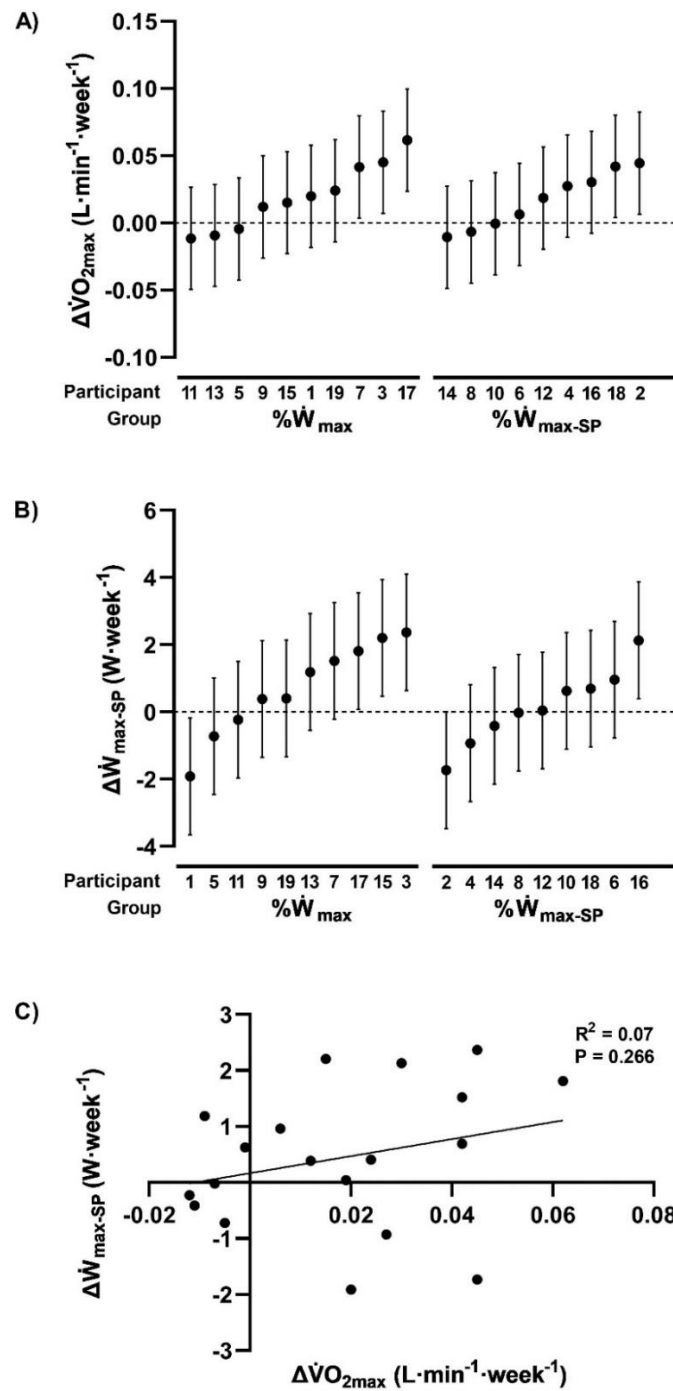 A)
ΔV̇O₂max (L·min⁻¹·week⁻¹)
0.15
0.10
0.05
0.00
-0.05
-0.10
Participant 11 13 5 9 15 1 19 7 3 17 14 8 10 6 12 4 16 18 2
Group %Ẇmax %Ẇmax-SP
B)
ΔẆmax-SP (W·week⁻¹)
6
4
2
0
-2
-4
Participant 1 5 11 9 19 13 7 17 15 3 2 4 14 8 12 10 18 6 16
Group %Ẇmax %Ẇmax-SP
C)
ΔẆmax-SP (W·week⁻¹)
3
2
1
-1
-2
-3
R² = 0.07
P = 0.266
-0.02 0.02 0.04 0.06 0.08
ΔV̇O₂max (L·min⁻¹·week⁻¹)